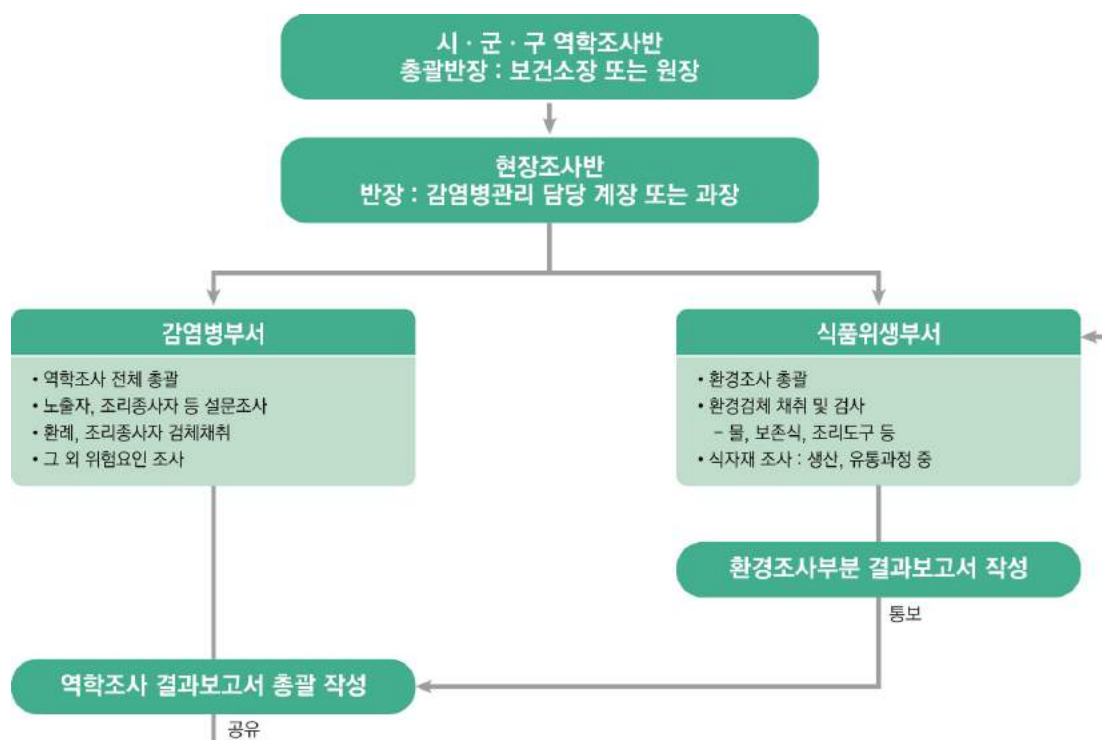 시·군·구 역학조사반
총괄반장 : 보건소장 또는 원장
현장조사반
반장 : 감염병관리 담당 계장 또는 과장
감염병부서
• 역학조사 전체 총괄
• 노출자, 조리종사자 등 설문조사
• 환례, 조리종사자 검체채취
• 그 외 위험요인 조사
식품위생부서
• 환경조사 총괄
• 환경검체 채취 및 검사
– 물, 보존식, 조리도구 등
• 식자재 조사 : 생산, 유통과정 중
환경조사부분 결과보고서 작성
통보
역학조사 결과보고서 총괄 작성
공유